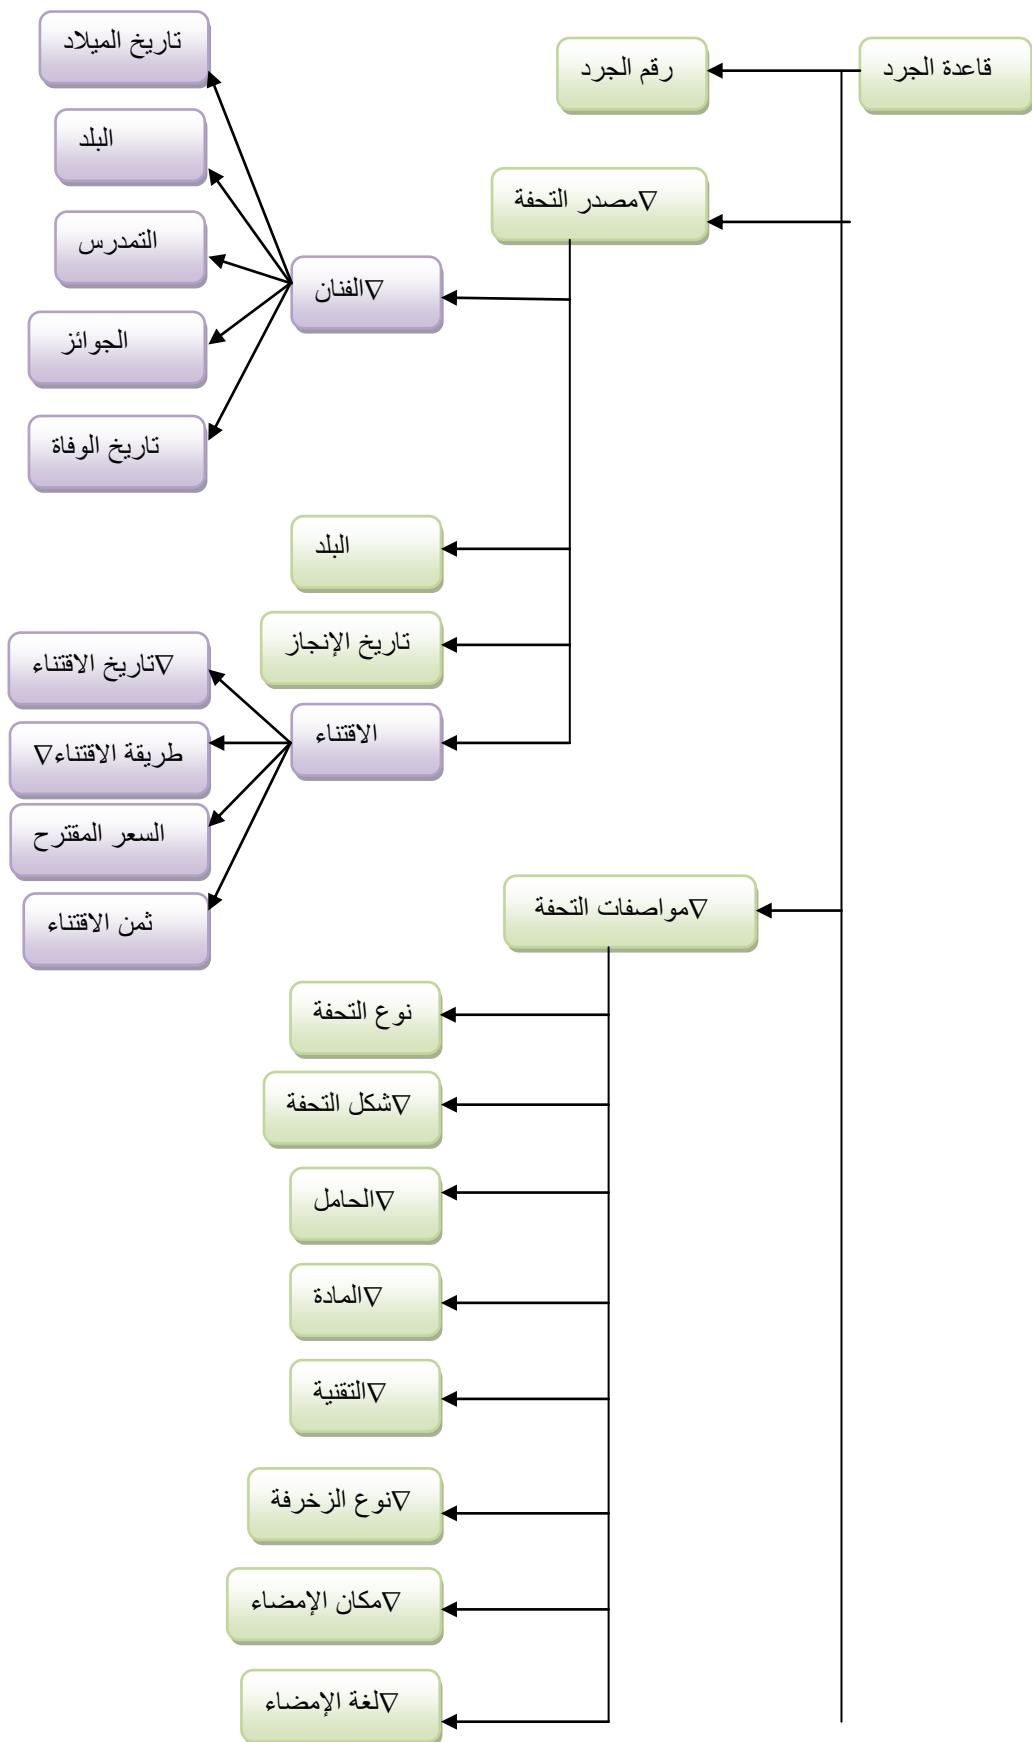 قاعدة الجرد
رقم الجرد
∇مصدر التحفة
∇الفنان
تاريخ الميلاد
البلد
التمدرس
الجوائز
تاريخ الوفاة
البلد
تاريخ الإنجاز
الاقتناء
∇تاريخ الاقتناء
طريقة الاقتناء∇
السعر المقترح
ثمن الاقتناء
∇مواصفات التحفة
نوع التحفة
∇شكل التحفة
∇الحامل
∇المادة
∇التقنية
∇نوع الزخرفة
∇مكان الإمضاء
∇لغة الإمضاء